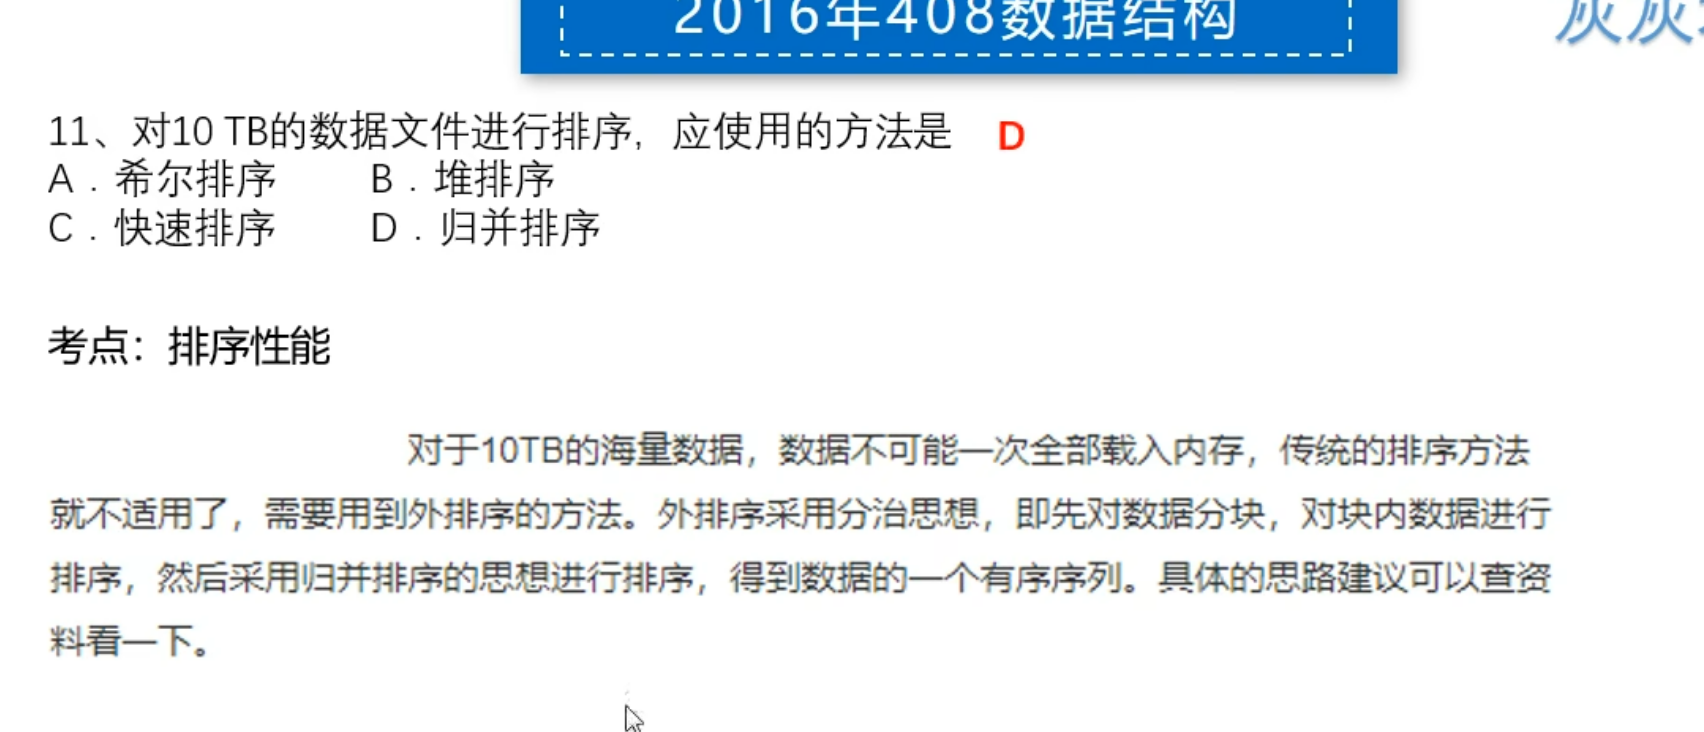 2016年408数据结构
灰灰
11、对10 TB的数据文件进行排序，应使用的方法是 D
A．希尔排序 B．堆排序
C．快速排序 D．归并排序
考点：排序性能
对于10TB的海量数据，数据不可能一次全部载入内存，传统的排序方法
就不适用了，需要用到外排序的方法。外排序采用分治思想，即先对数据分块，对块内数据进行
排序，然后采用归并排序的思想进行排序，得到数据的一个有序序列。具体的思路建议可以查资
料看一下。